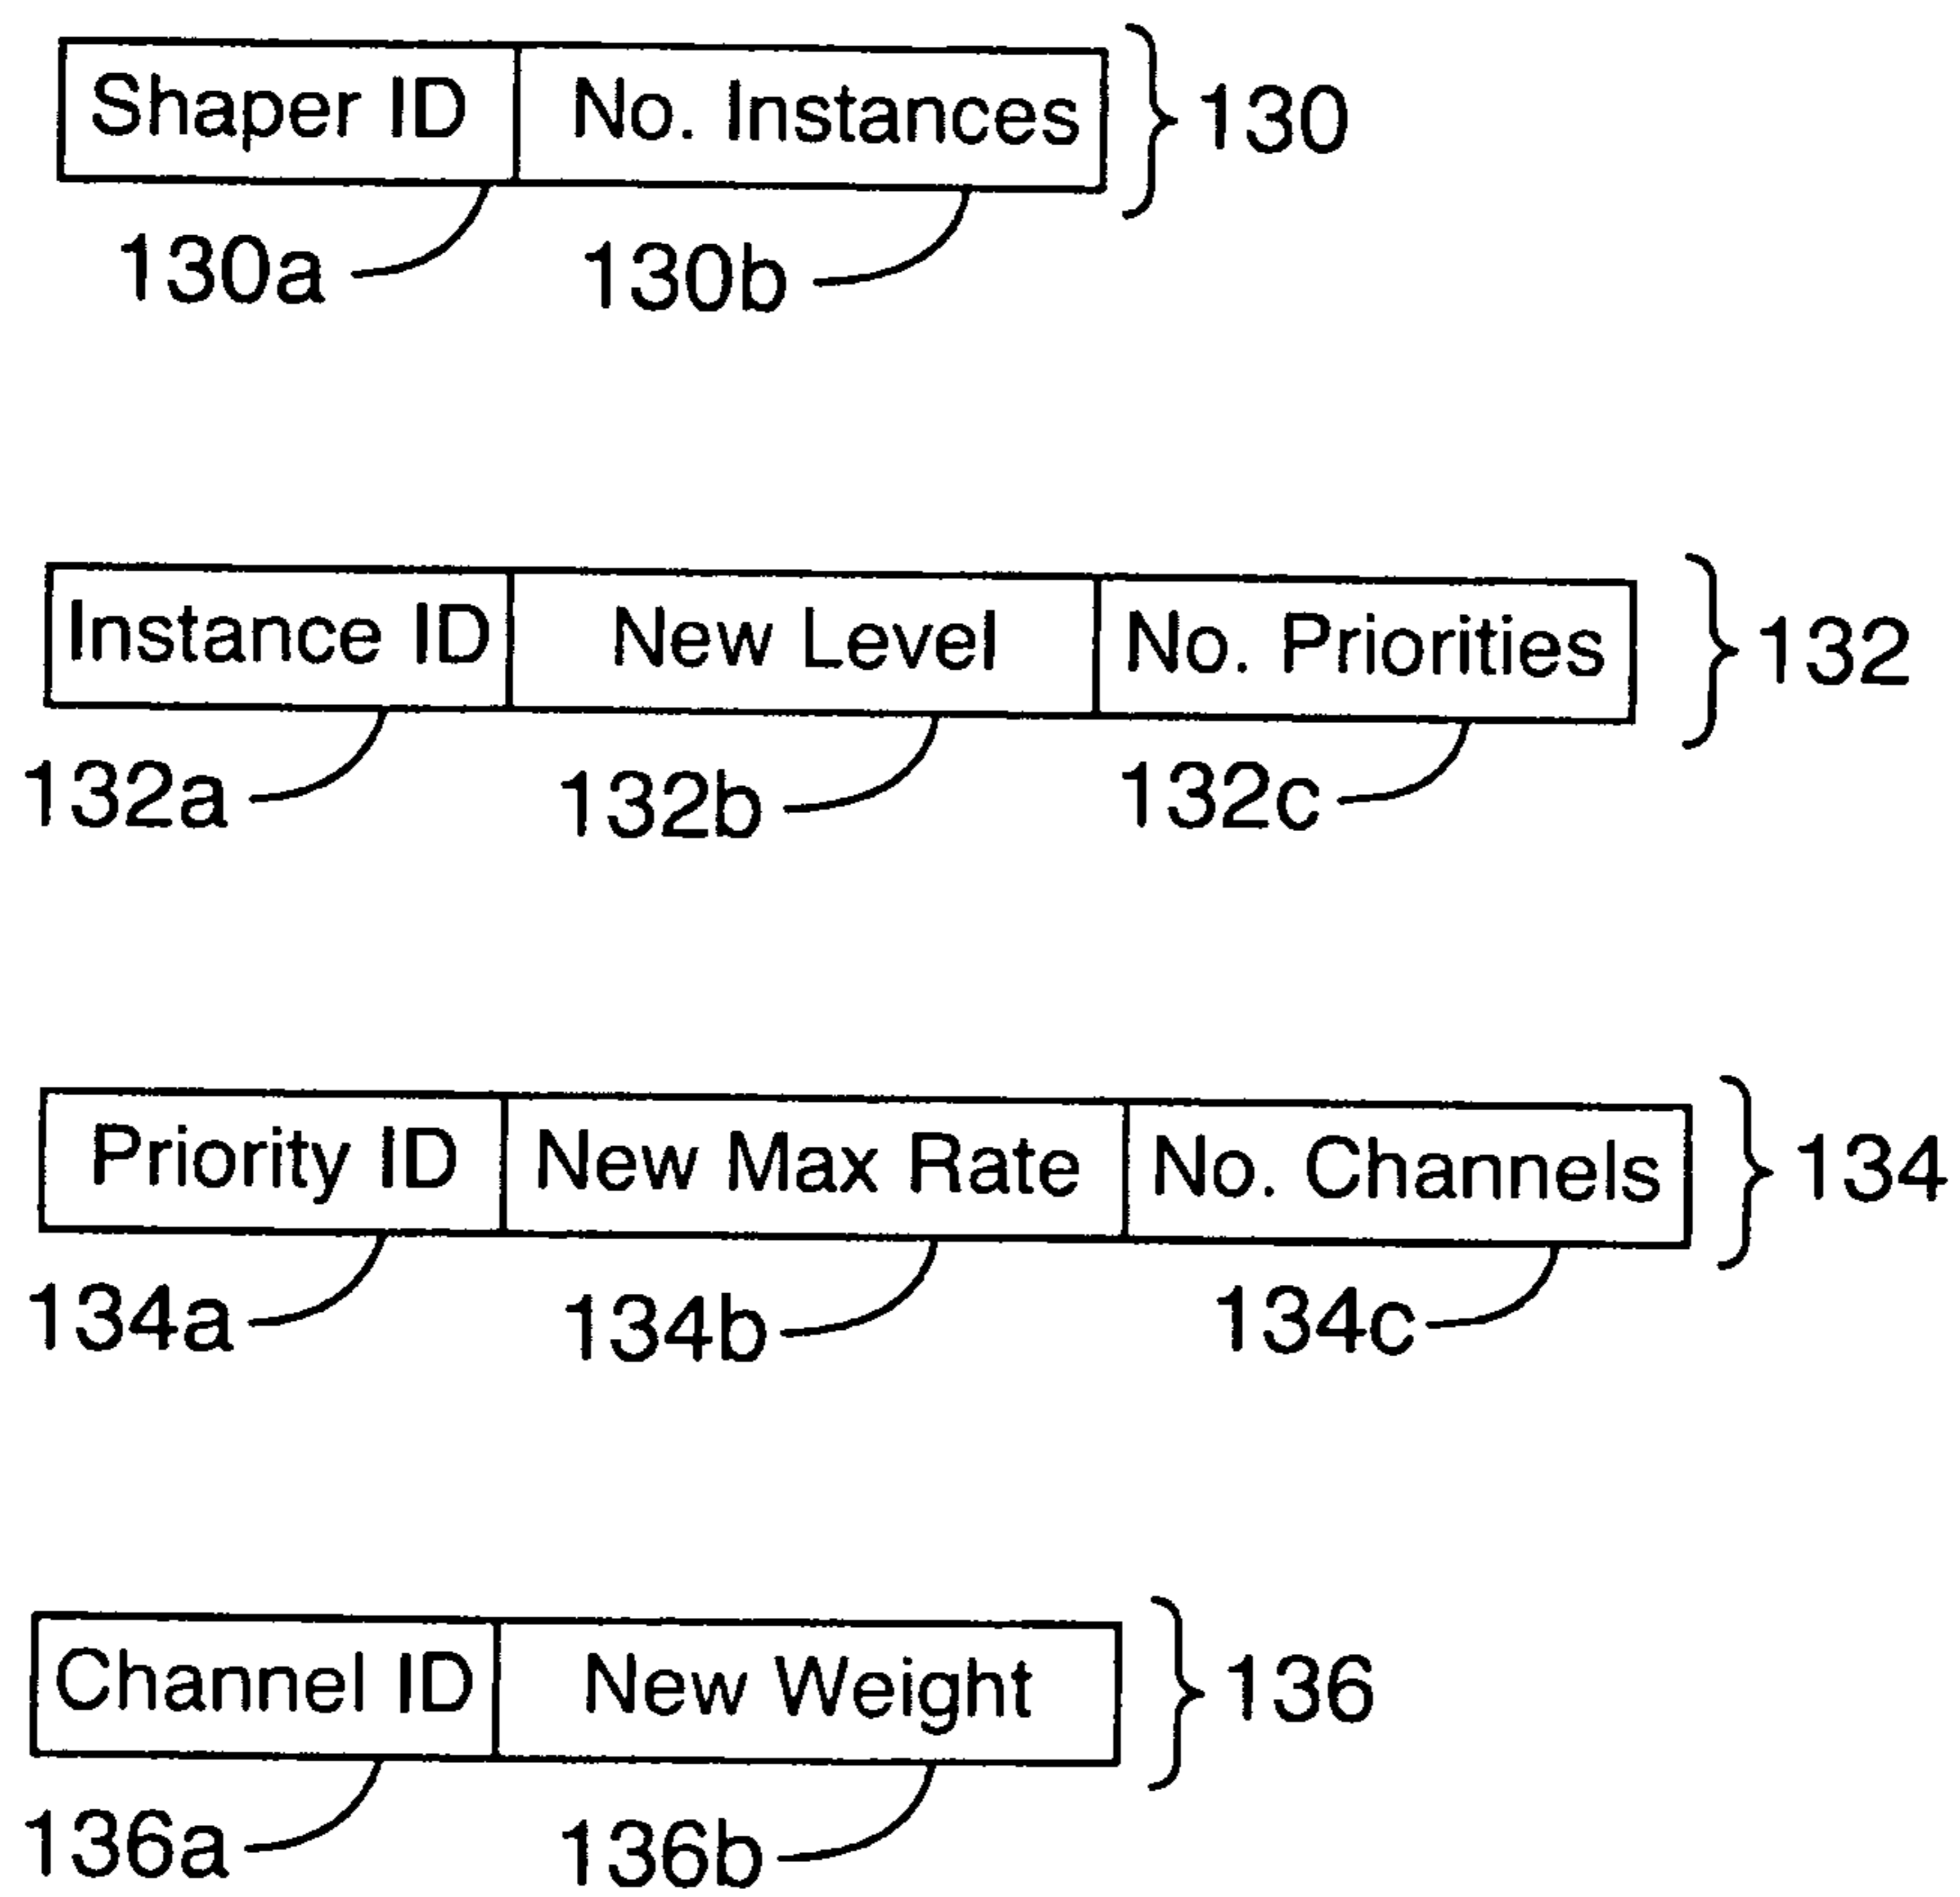 Shaper ID No. Instances 130
130a 130b
Instance ID New Level No. Priorities 132
132a 132b 132c
Priority ID New Max Rate No. Channels 134
134a 134b 134c
Channel ID New Weight 136
136a 136b